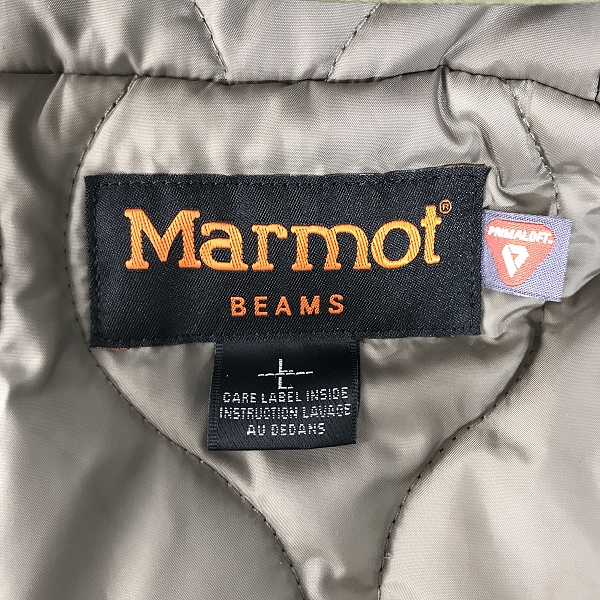 Marmot®
BEAMS
PRIMALOFT
L
CARE LABEL INSIDE
INSTRUCTION LAVAGE
AU DEDANS